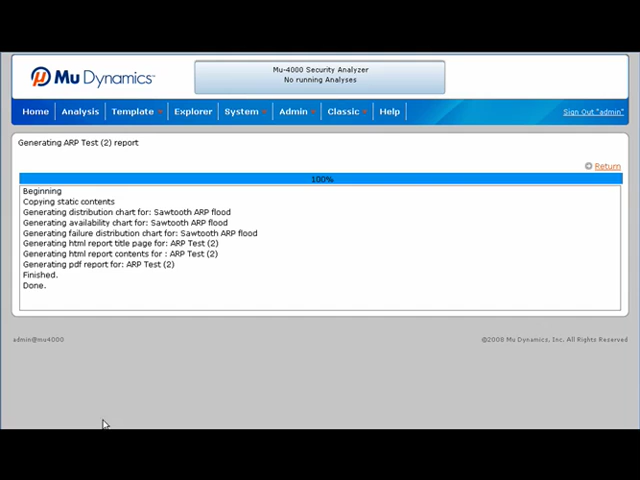 Mu Dynamics
Mu-4000 Security Analyzer
No running Analyses
Home Analysis Template Explorer System Admin Classic Help
Sign Out "admin"
Generating ARP Test (2) report
Return
100%
Beginning
Copying static contents
Generating distribution chart for: Sawtooth ARP flood
Generating availability chart for: Sawtooth ARP flood
Generating failure distribution chart for: Sawtooth ARP flood
Generating html report title page for: ARP Test (2)
Generating html report contents for : ARP Test (2)
Generating pdf report for: ARP Test (2)
Finished.
Done.
admin@mu4000
©2008 Mu Dynamics, Inc. All Rights Reserved